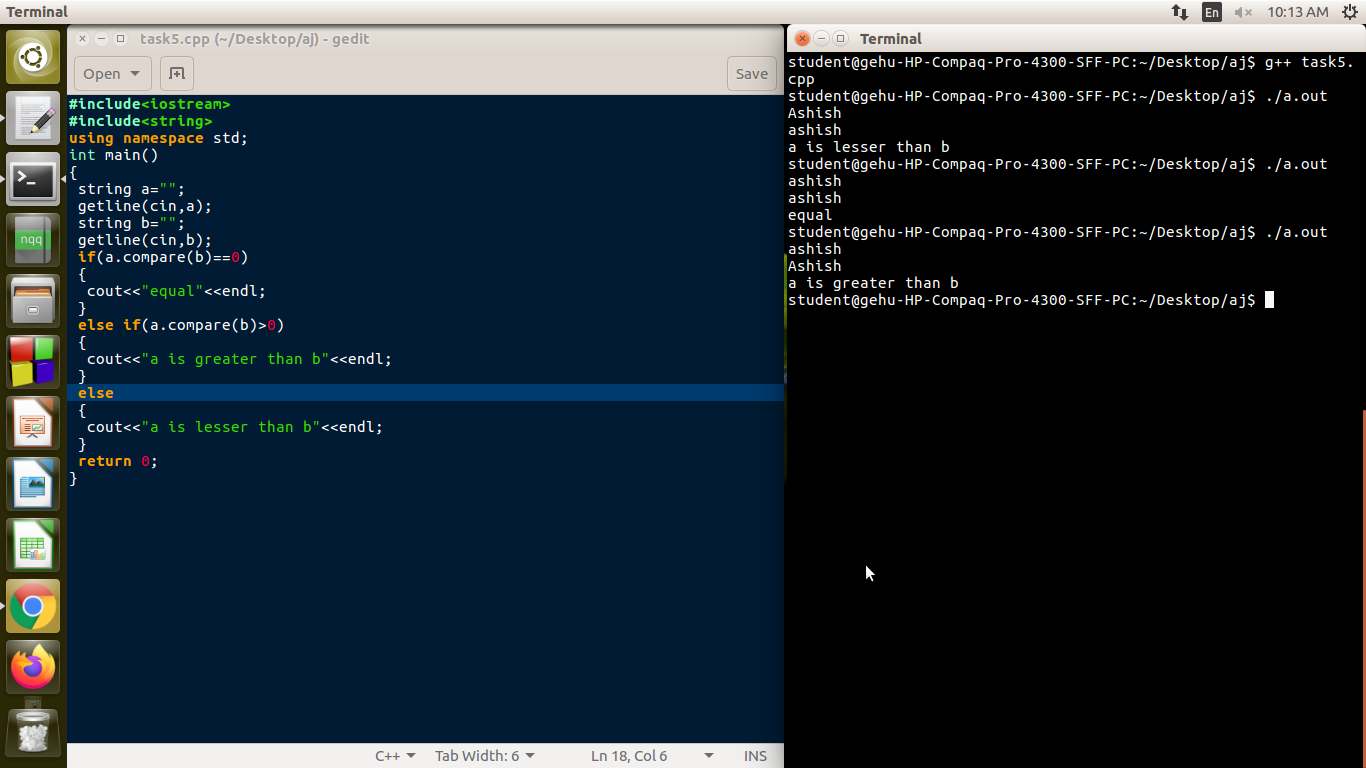 Terminal
En
10:13 AM
task5.cpp (~/Desktop/aj) - gedit
Open
Save
#include<iostream>
#include<string>
using namespace std;
int main()
{
string a="";
getline(cin,a);
string b="";
getline(cin,b);
if(a.compare(b)==0)
{
cout<<"equal"<<endl;
}
else if(a.compare(b)>0)
{
cout<<"a is greater than b"<<endl;
}
else
{
cout<<"a is lesser than b"<<endl;
}
return 0;
}
C++
Tab Width: 6
Ln 18, Col 6
INS
Terminal
student@gehu-HP-Compaq-Pro-4300-SFF-PC:~/Desktop/aj$ g++ task5.
cpp
student@gehu-HP-Compaq-Pro-4300-SFF-PC:~/Desktop/aj$ ./a.out
Ashish
ashish
a is lesser than b
student@gehu-HP-Compaq-Pro-4300-SFF-PC:~/Desktop/aj$ ./a.out
ashish
ashish
equal
student@gehu-HP-Compaq-Pro-4300-SFF-PC:~/Desktop/aj$ ./a.out
ashish
Ashish
a is greater than b
student@gehu-HP-Compaq-Pro-4300-SFF-PC:~/Desktop/aj$
nqq